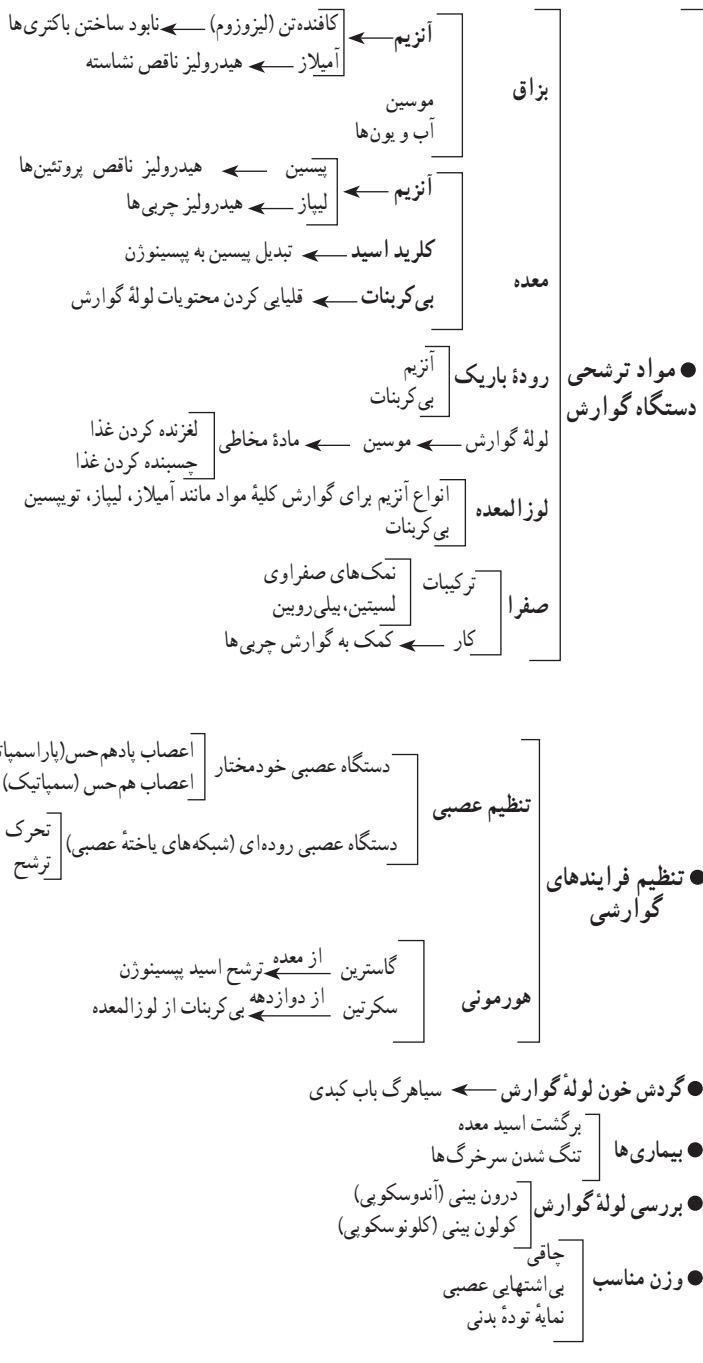 ● مواد ترشحی
دستگاه گوارش
بزاق
آنزیم
کافنده‌تن (لیزوزوم) ← نابود ساختن باکتری‌ها
آمیلاز ← هیدرولیز ناقص نشاسته
موسین
آب و یون‌ها
معده
آنزیم ←
پپسین ← هیدرولیز ناقص پروتئین‌ها
لیپاز ← هیدرولیز چربی‌ها
کلرید اسید ← تبدیل پپسین به پپسینوژن
بی‌کربنات ← قلیایی کردن محتویات لولهٔ گوارش
رودهٔ باریک
آنزیم
بی‌کربنات
لولهٔ گوارش ← موسین ← مادهٔ مخاطی
لغزنده کردن غذا
چسبنده کردن غذا
لوزالمعده
انواع آنزیم برای گوارش کلیهٔ مواد مانند آمیلاز، لیپاز، توپپسین
بی‌کربنات
صفرا
ترکیبات
نمک‌های صفراوی
لسیتین،بیلی‌روبین
کار ← کمک به گوارش چربی‌ها
● تنظیم فرایندهای
گوارشی
تنظیم عصبی
دستگاه عصبی خودمختار
اعصاب پادهم‌حس(پاراسمپا
اعصاب هم‌حس (سمپاتیک)
دستگاه عصبی روده‌ای (شبکه‌های یاختهٔ عصبی)
تحرک
ترشح
هورمونی
گاسترین از معده ← ترشح اسید پپسینوژن
سکرتین از دوازدهه ← بی‌کربنات از لوزالمعده
● گردش خون لولهٔ گوارش ← سیاهرگ باب کبدی
● بیماری‌ها
برگشت اسید معده
تنگ شدن سرخرگ‌ها
● بررسی لولهٔ گوارش
درون بینی (آندوسکوپی)
کولون بینی (کلونوسکوپی)
● وزن مناسب
چاقی
بی‌اشتهایی عصبی
نمایهٔ تودهٔ بدنی